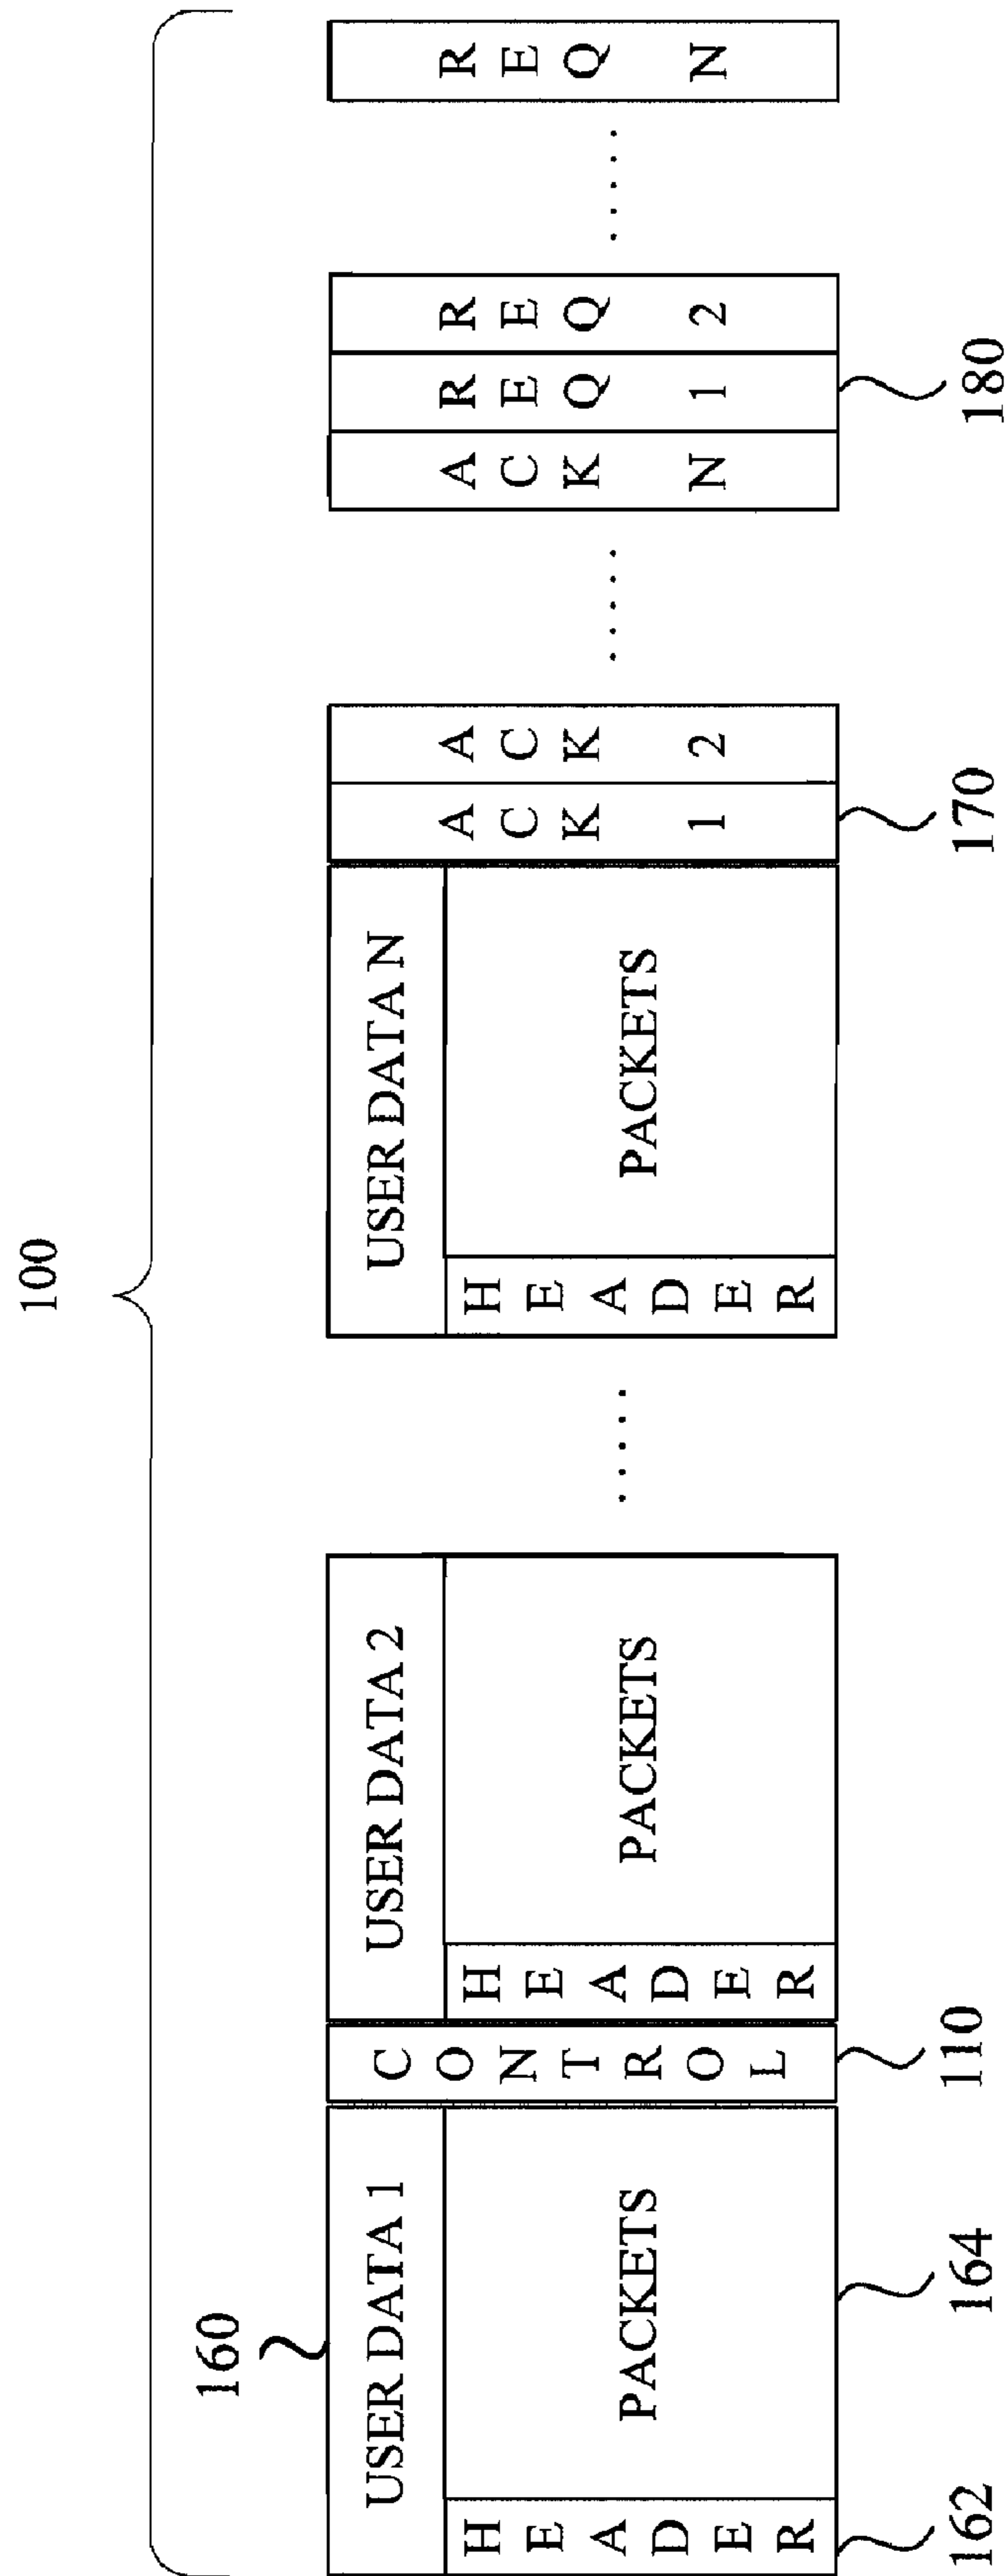 100
160
USER DATA 1
HEADER
PACKETS
CONTROL
USER DATA 2
HEADER
PACKETS
.....
USER DATA N
HEADER
PACKETS
ACK 1
ACK 2
.....
ACK N
REQ 1
REQ 2
.....
REQ N
162
164
110
170
180